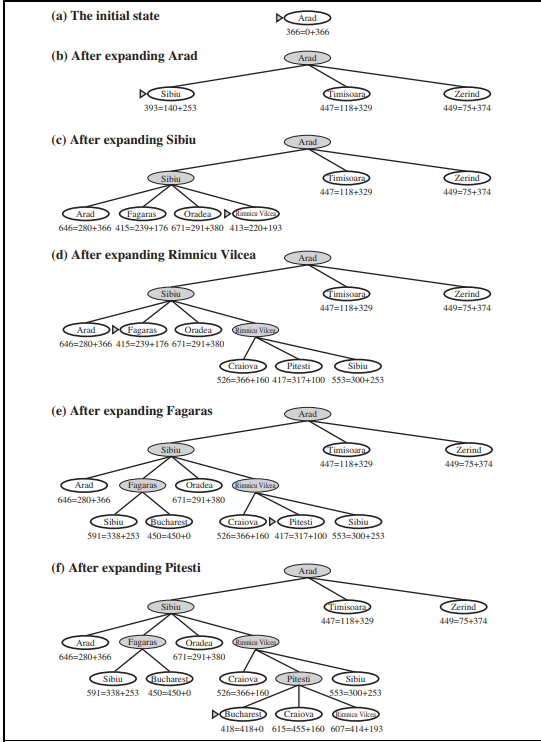 (a) The initial state
Arad
366=0+366
(b) After expanding Arad
Arad
Sibiu Timisoara Zerind
393=140+253 447=118+329 449=75+374
(c) After expanding Sibiu
Arad
Sibiu Timisoara Zerind
447=118+329 449=75+374
Arad Fagaras Oradea Rimnicu Vilcea
646=280+366 415=239+176 671=291+380 413=220+193
(d) After expanding Rimnicu Vilcea
Arad
Sibiu Timisoara Zerind
447=118+329 449=75+374
Arad Fagaras Oradea Rimnicu Vilcea
646=280+366 415=239+176 671=291+380
Craiova Pitesti Sibiu
526=366+160 417=317+100 553=300+253
(e) After expanding Fagaras
Arad
Sibiu Timisoara Zerind
447=118+329 449=75+374
Arad Fagaras Oradea Rimnicu Vilcea
646=280+366 671=291+380
Sibiu Bucharest Craiova Pitesti Sibiu
591=338+253 450=450+0 526=366+160 417=317+100 553=300+253
(f) After expanding Pitesti
Arad
Sibiu Timisoara Zerind
447=118+329 449=75+374
Arad Fagaras Oradea Rimnicu Vilcea
646=280+366 671=291+380
Sibiu Bucharest Craiova Pitesti Sibiu
591=338+253 450=450+0 526=366+160 553=300+253
Bucharest Craiova Rimnicu Vilcea
418=418+0 615=455+160 607=414+193